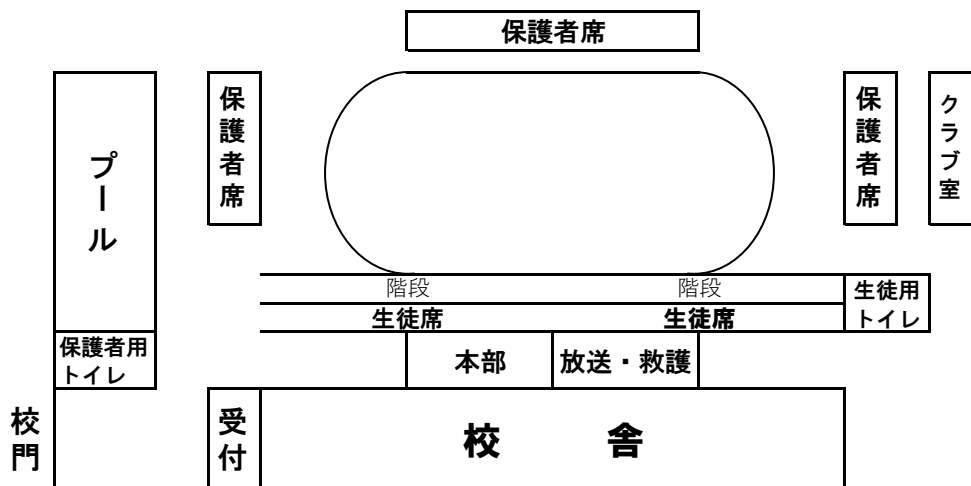 保護者席
保護者席
保護者席
クラブ室
プール
階段 階段
生徒席 生徒席
生徒用
トイレ
保護者用
トイレ
本部 放送・救護
校門
受付
校舎